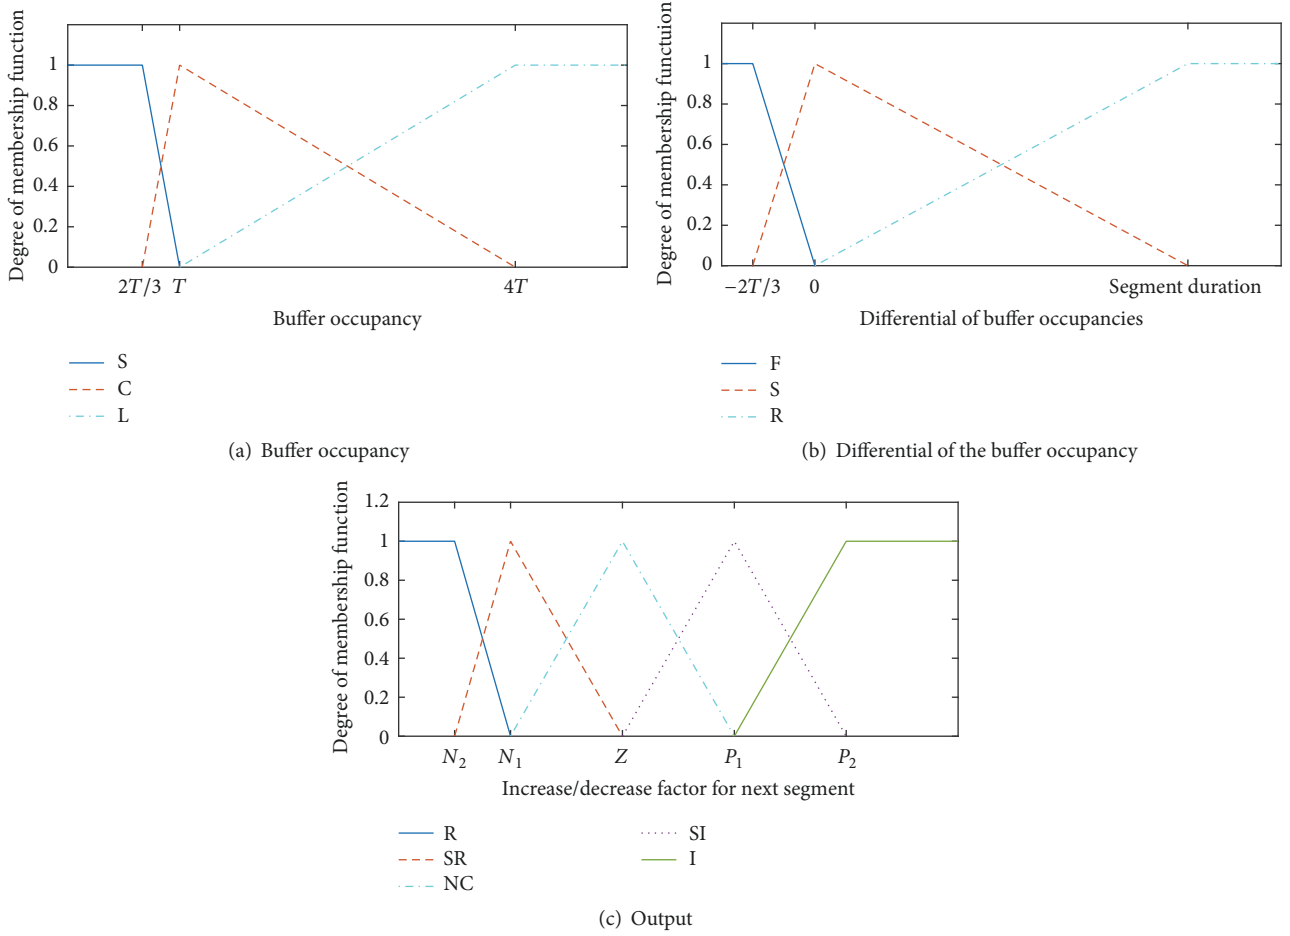 Degree of membership function
1
0.8
0.6
0.4
0.2
0
2T/3 T 4T
Buffer occupancy
S
C
L
(a) Buffer occupancy
Degree of membership functuion
1
0.8
0.6
0.4
0.2
0
−2T/3 0 Segment duration
Differential of buffer occupancies
F
S
R
(b) Differential of the buffer occupancy
Degree of membership function
1.2
1
0.8
0.6
0.4
0.2
0
N2 N1 Z P1 P2
Increase/decrease factor for next segment
R
SR
NC
SI
I
(c) Output